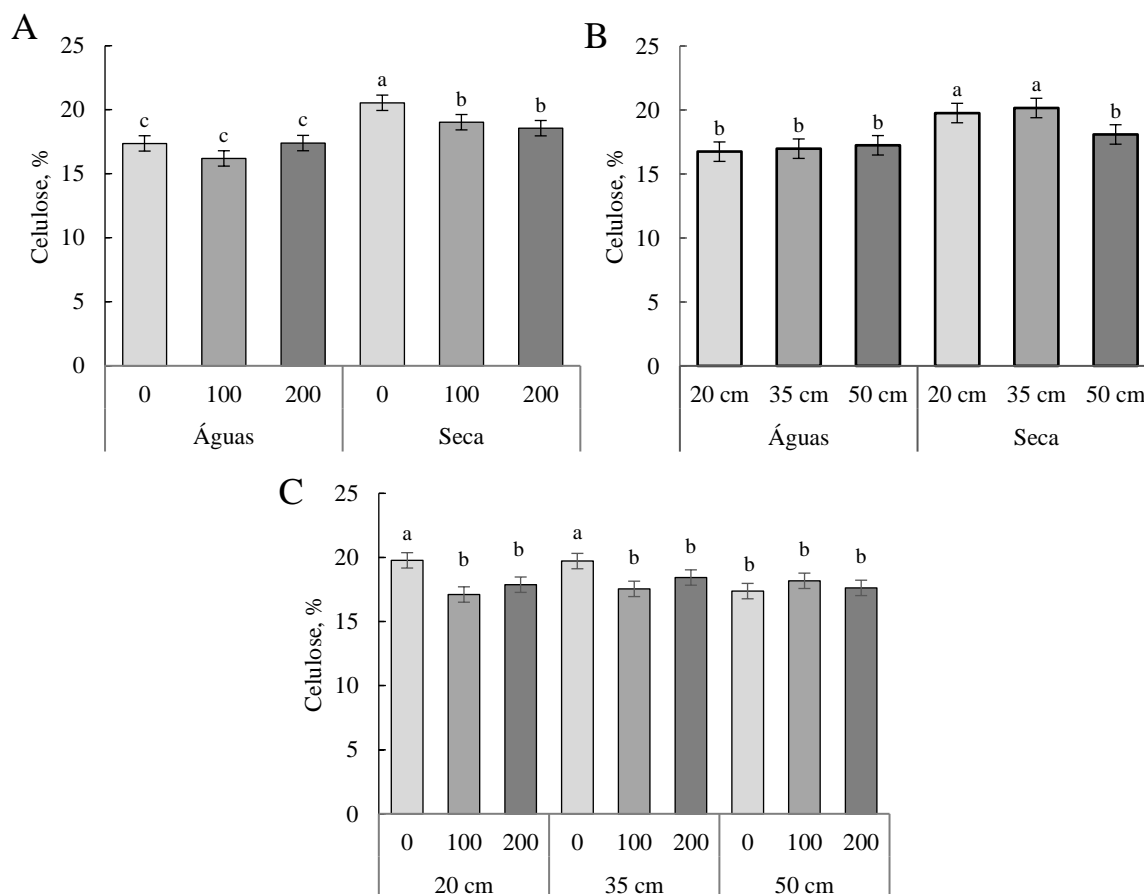 A
Celulose, %
25
20
15
10
5
0
c c c a b b
0 100 200 0 100 200
Águas Seca
B
Celulose, %
25
20
15
10
5
0
b b b a a b
20 cm 35 cm 50 cm 20 cm 35 cm 50 cm
Águas Seca
C
Celulose, %
25
20
15
10
5
0
a b b a b b b b b
0 100 200 0 100 200 0 100 200
20 cm 35 cm 50 cm